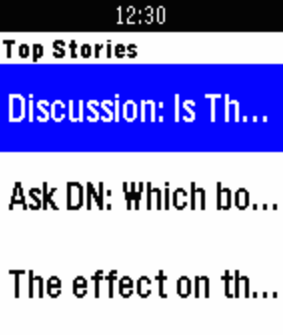 12:30
Top Stories
Discussion: Is Th...
Ask DN: Which bo...
The effect on th...